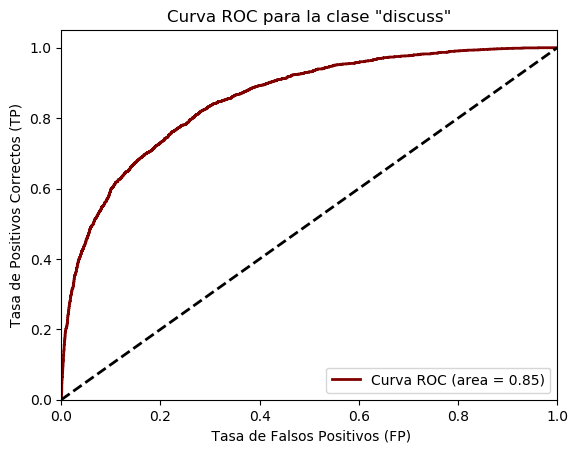 Curva ROC para la clase "discuss"
Tasa de Positivos Correctos (TP)
1.0
0.8
0.6
0.4
0.2
0.0
0.0 0.2 0.4 0.6 0.8 1.0
Curva ROC (area = 0.85)
Tasa de Falsos Positivos (FP)